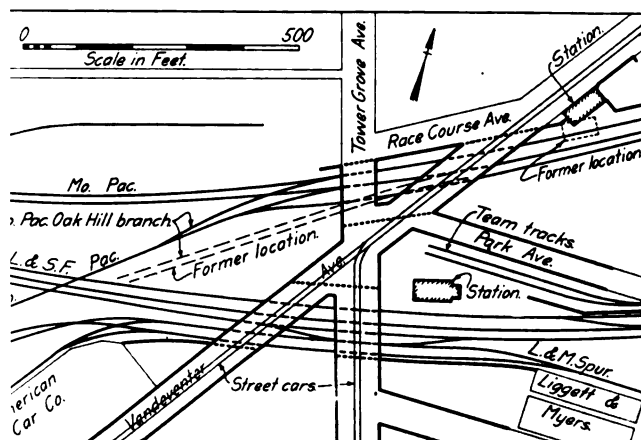 0 500
Scale in Feet.
Tower Grove Ave.
Station.
Race Course Ave.
Former location.
Mo. Pac.
o. Pac. Oak Hill branch
Former location.
L. & S.F. Pac.
Team tracks.
Park Ave.
Ave.
Station.
Vandeventer
Street cars.
L. & M. Spur.
Liggett &
Myers.
erican
Car Co.